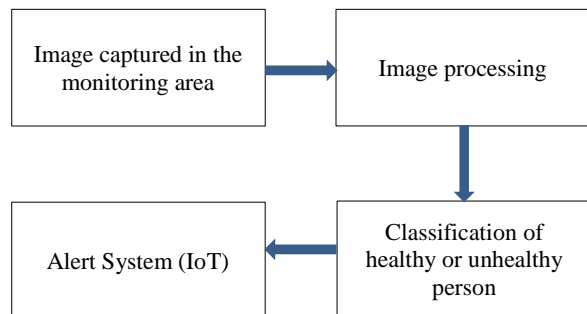 Image captured in the
monitoring area
Image processing
Classification of
healthy or unhealthy
person
Alert System (IoT)